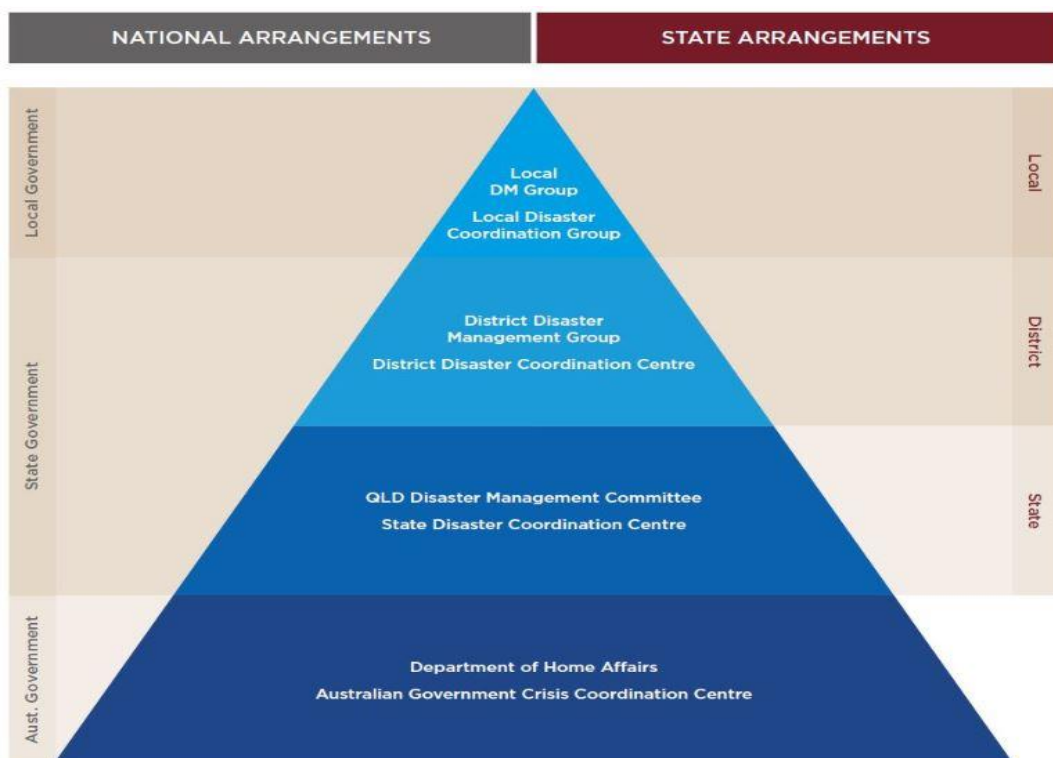 NATIONAL ARRANGEMENTS
STATE ARRANGEMENTS
Local Government
Local
DM Group
Local Disaster
Coordination Group
Local
State Government
District Disaster
Management Group
District Disaster Coordination Centre
District
QLD Disaster Management Committee
State Disaster Coordination Centre
State
Aust. Government
Department of Home Affairs
Australian Government Crisis Coordination Centre